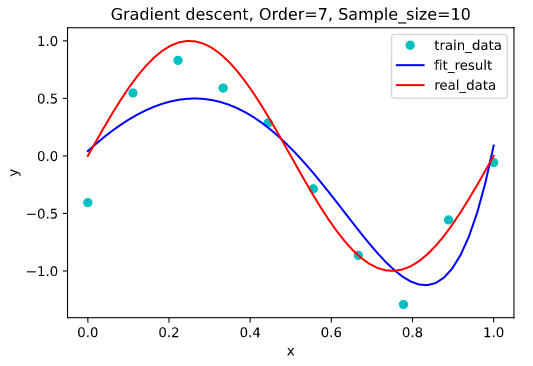 Gradient descent, Order=7, Sample_size=10
train_data
fit_result
real_data
1.0
0.5
0.0
−0.5
−1.0
y
0.0 0.2 0.4 0.6 0.8 1.0
x